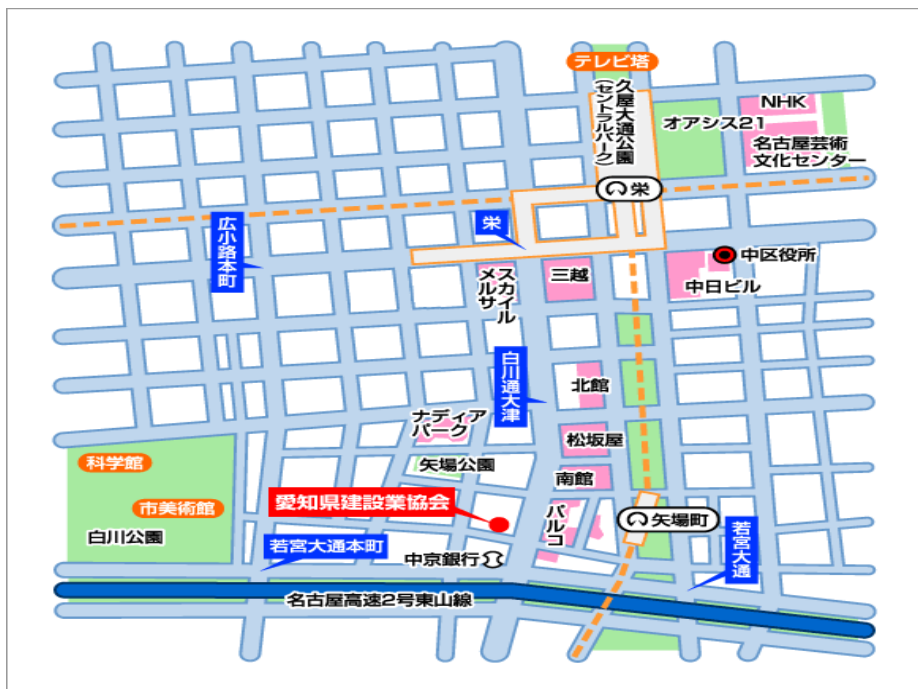 テレビ塔
久屋大通公園
(セントラルパーク)
NHK
オアシス21
名古屋芸術
文化センター
栄
栄
広小路本町
中区役所
三越
スカイル
メルサ
中日ビル
白川通大津
北館
ナディア
パーク
松坂屋
矢場公園
科学館
南館
市美術館
愛知県建設業協会
パルコ
矢場町
白川公園
若宮大通本町
中京銀行
若宮大通
名古屋高速2号東山線